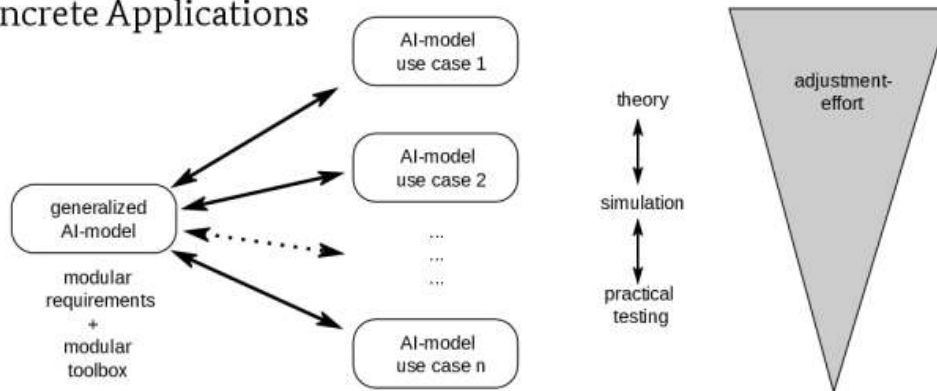 ncrete Applications
AI-model
use case 1
AI-model
use case 2
...
...
...
AI-model
use case n
generalized
AI-model
modular
requirements
+
modular
toolbox
theory
simulation
practical
testing
adjustment-
effort